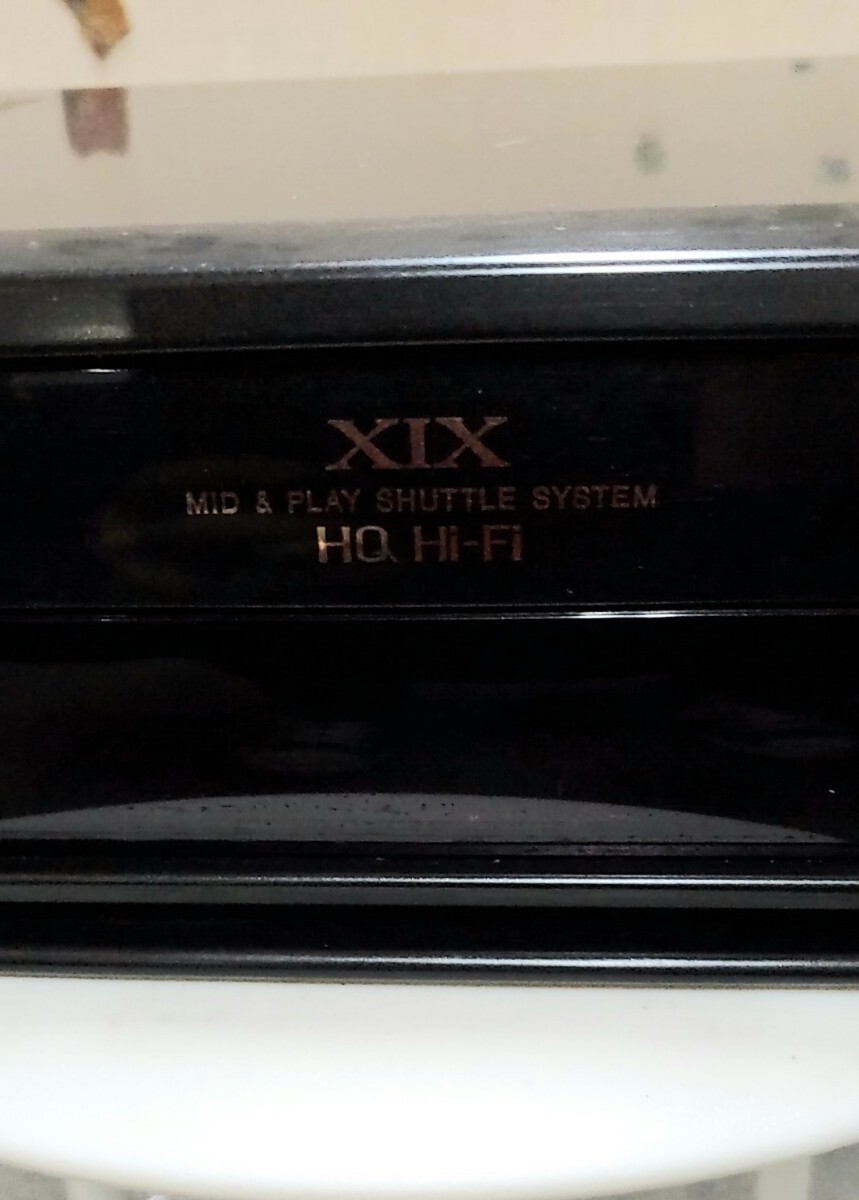 XIX
MID & PLAY SHUTTLE SYSTEM
HQ Hi-Fi